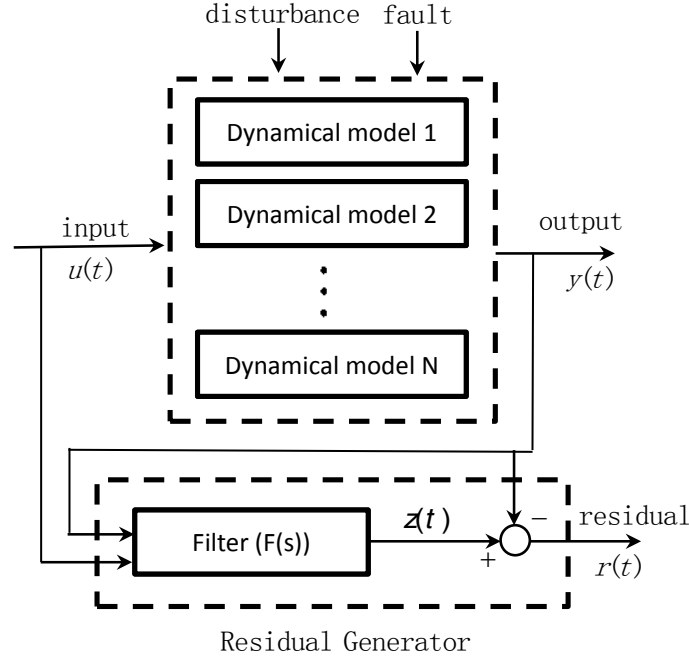 disturbance fault
Dynamical model 1
Dynamical model 2
input
u(t)
output
y(t)
Dynamical model N
Filter (F(s))
z(t)
−
+
residual
r(t)
Residual Generator